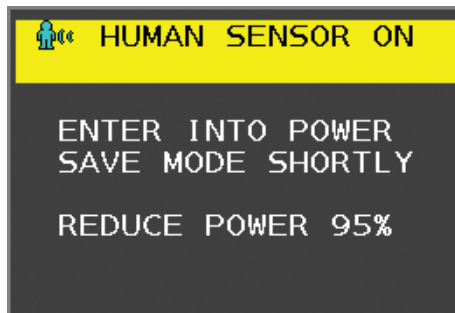 HUMAN SENSOR ON
ENTER INTO POWER
SAVE MODE SHORTLY
REDUCE POWER 95%